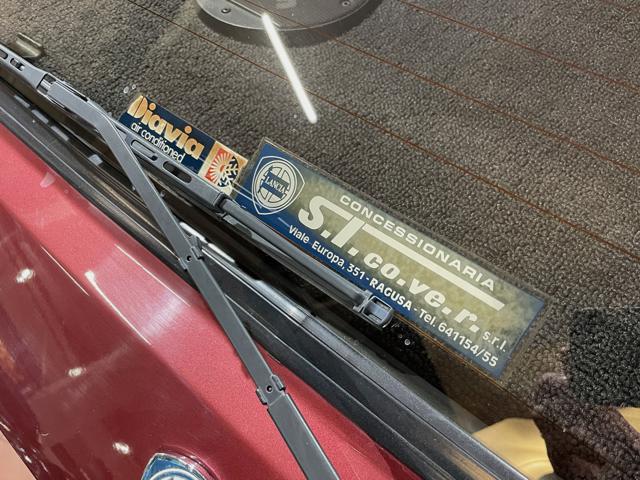 Diavia
air conditioned
LANCIA
CONCESSIONARIA
S.I.co.ve.r. s.r.l.
Viale Europa, 351 - RAGUSA - Tel. 641154/55